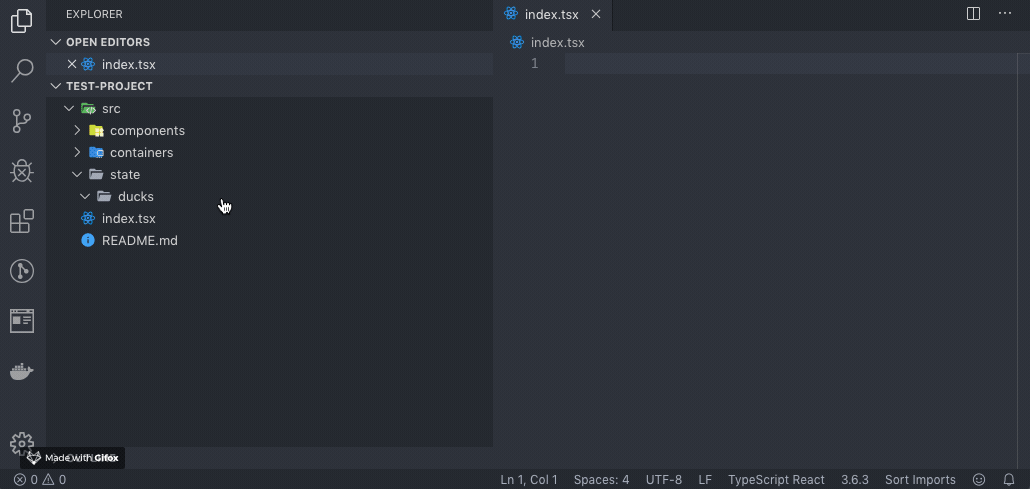 EXPLORER
OPEN EDITORS
index.tsx
TEST-PROJECT
src
components
containers
state
ducks
index.tsx
README.md
index.tsx
index.tsx
1
Made with Gifox
0 0
Ln 1, Col 1 Spaces: 4 UTF-8 LF TypeScript React 3.6.3 Sort Imports